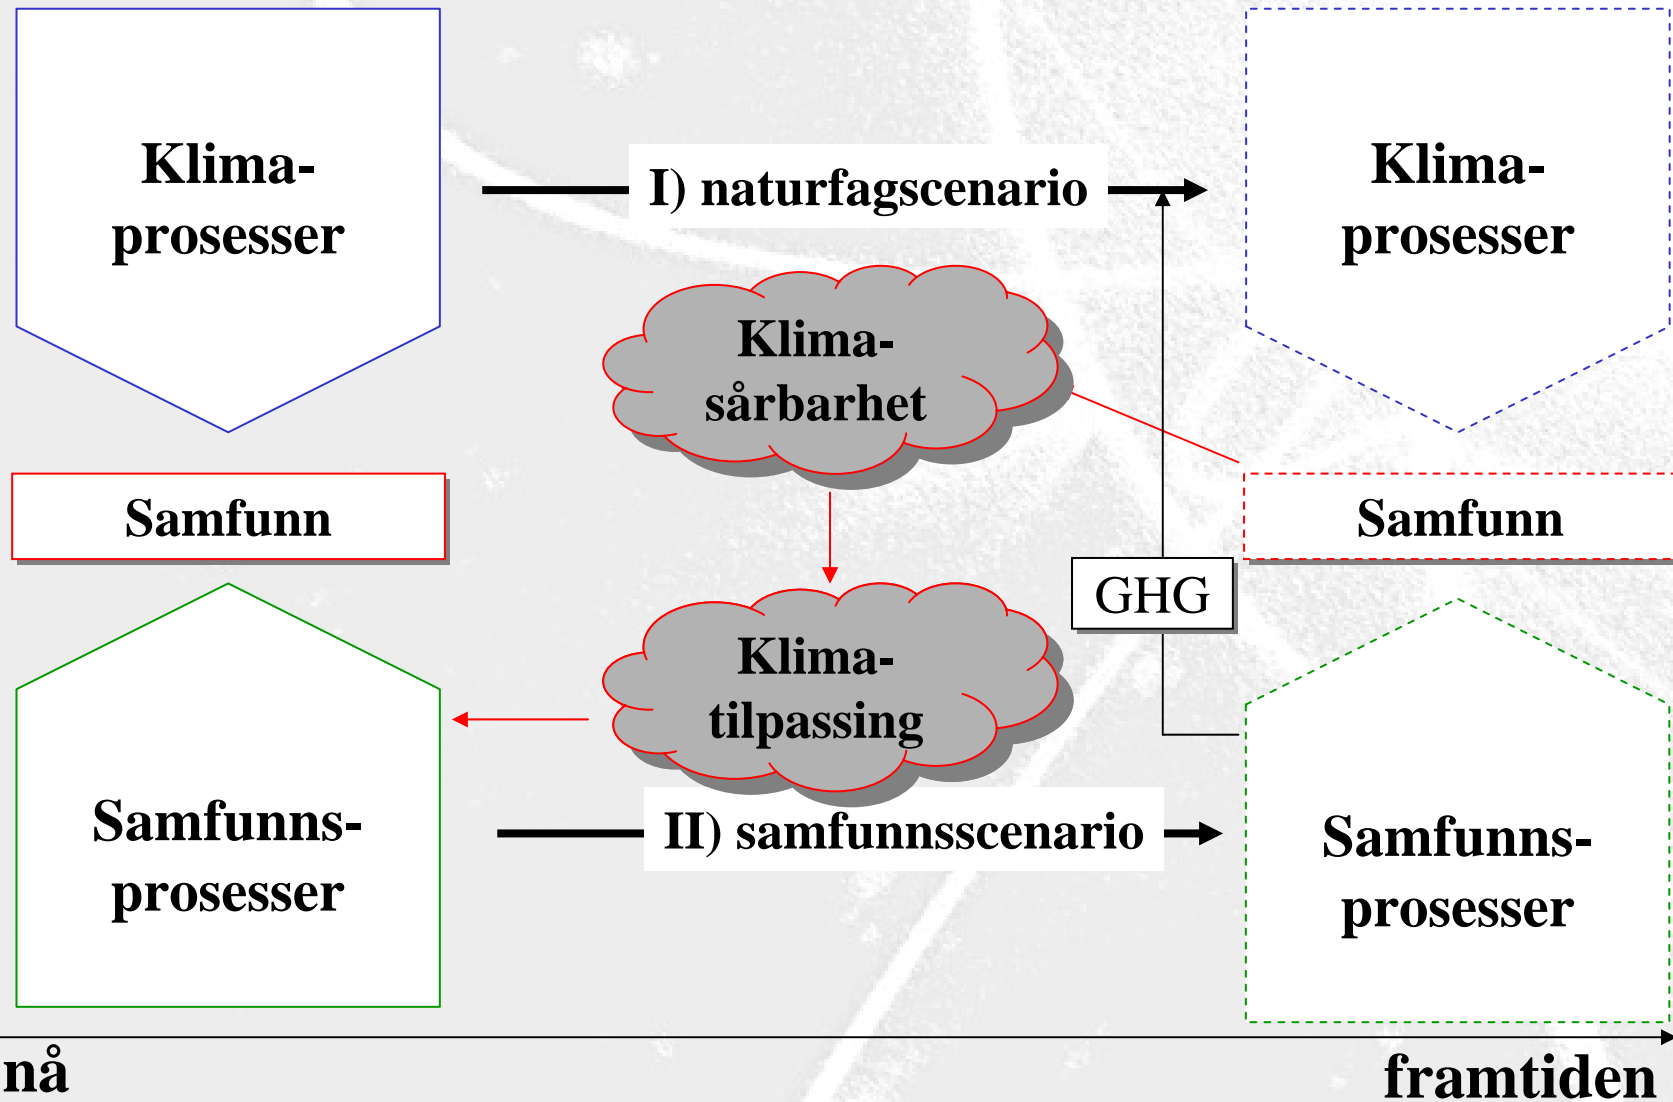 Klima-
prosesser
I) naturfagscenario
Klima-
prosesser
Klima-
sårbarhet
Samfunn
Samfunn
GHG
Klima-
tilpassing
Samfunns-
prosesser
II) samfunnsscenario
Samfunns-
prosesser
nå
framtiden